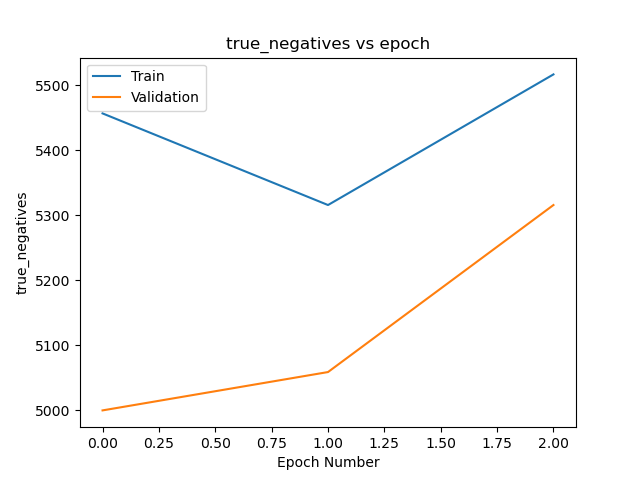 true_negatives vs epoch
Train
Validation
5500
5400
5300
5200
5100
5000
true_negatives
0.00 0.25 0.50 0.75 1.00 1.25 1.50 1.75 2.00
Epoch Number